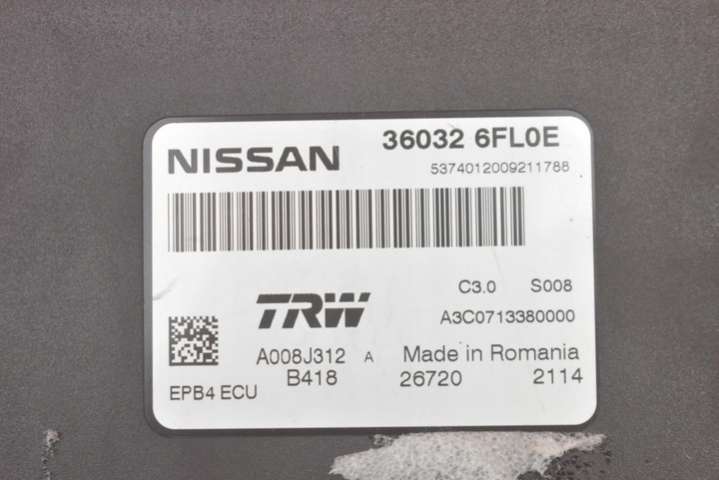 NISSAN 36032 6FL0E
5374012009211788
C3.0 S008
TRW A3C0713380000
A008J312 A Made in Romania
EPB4 ECU B418 26720 2114